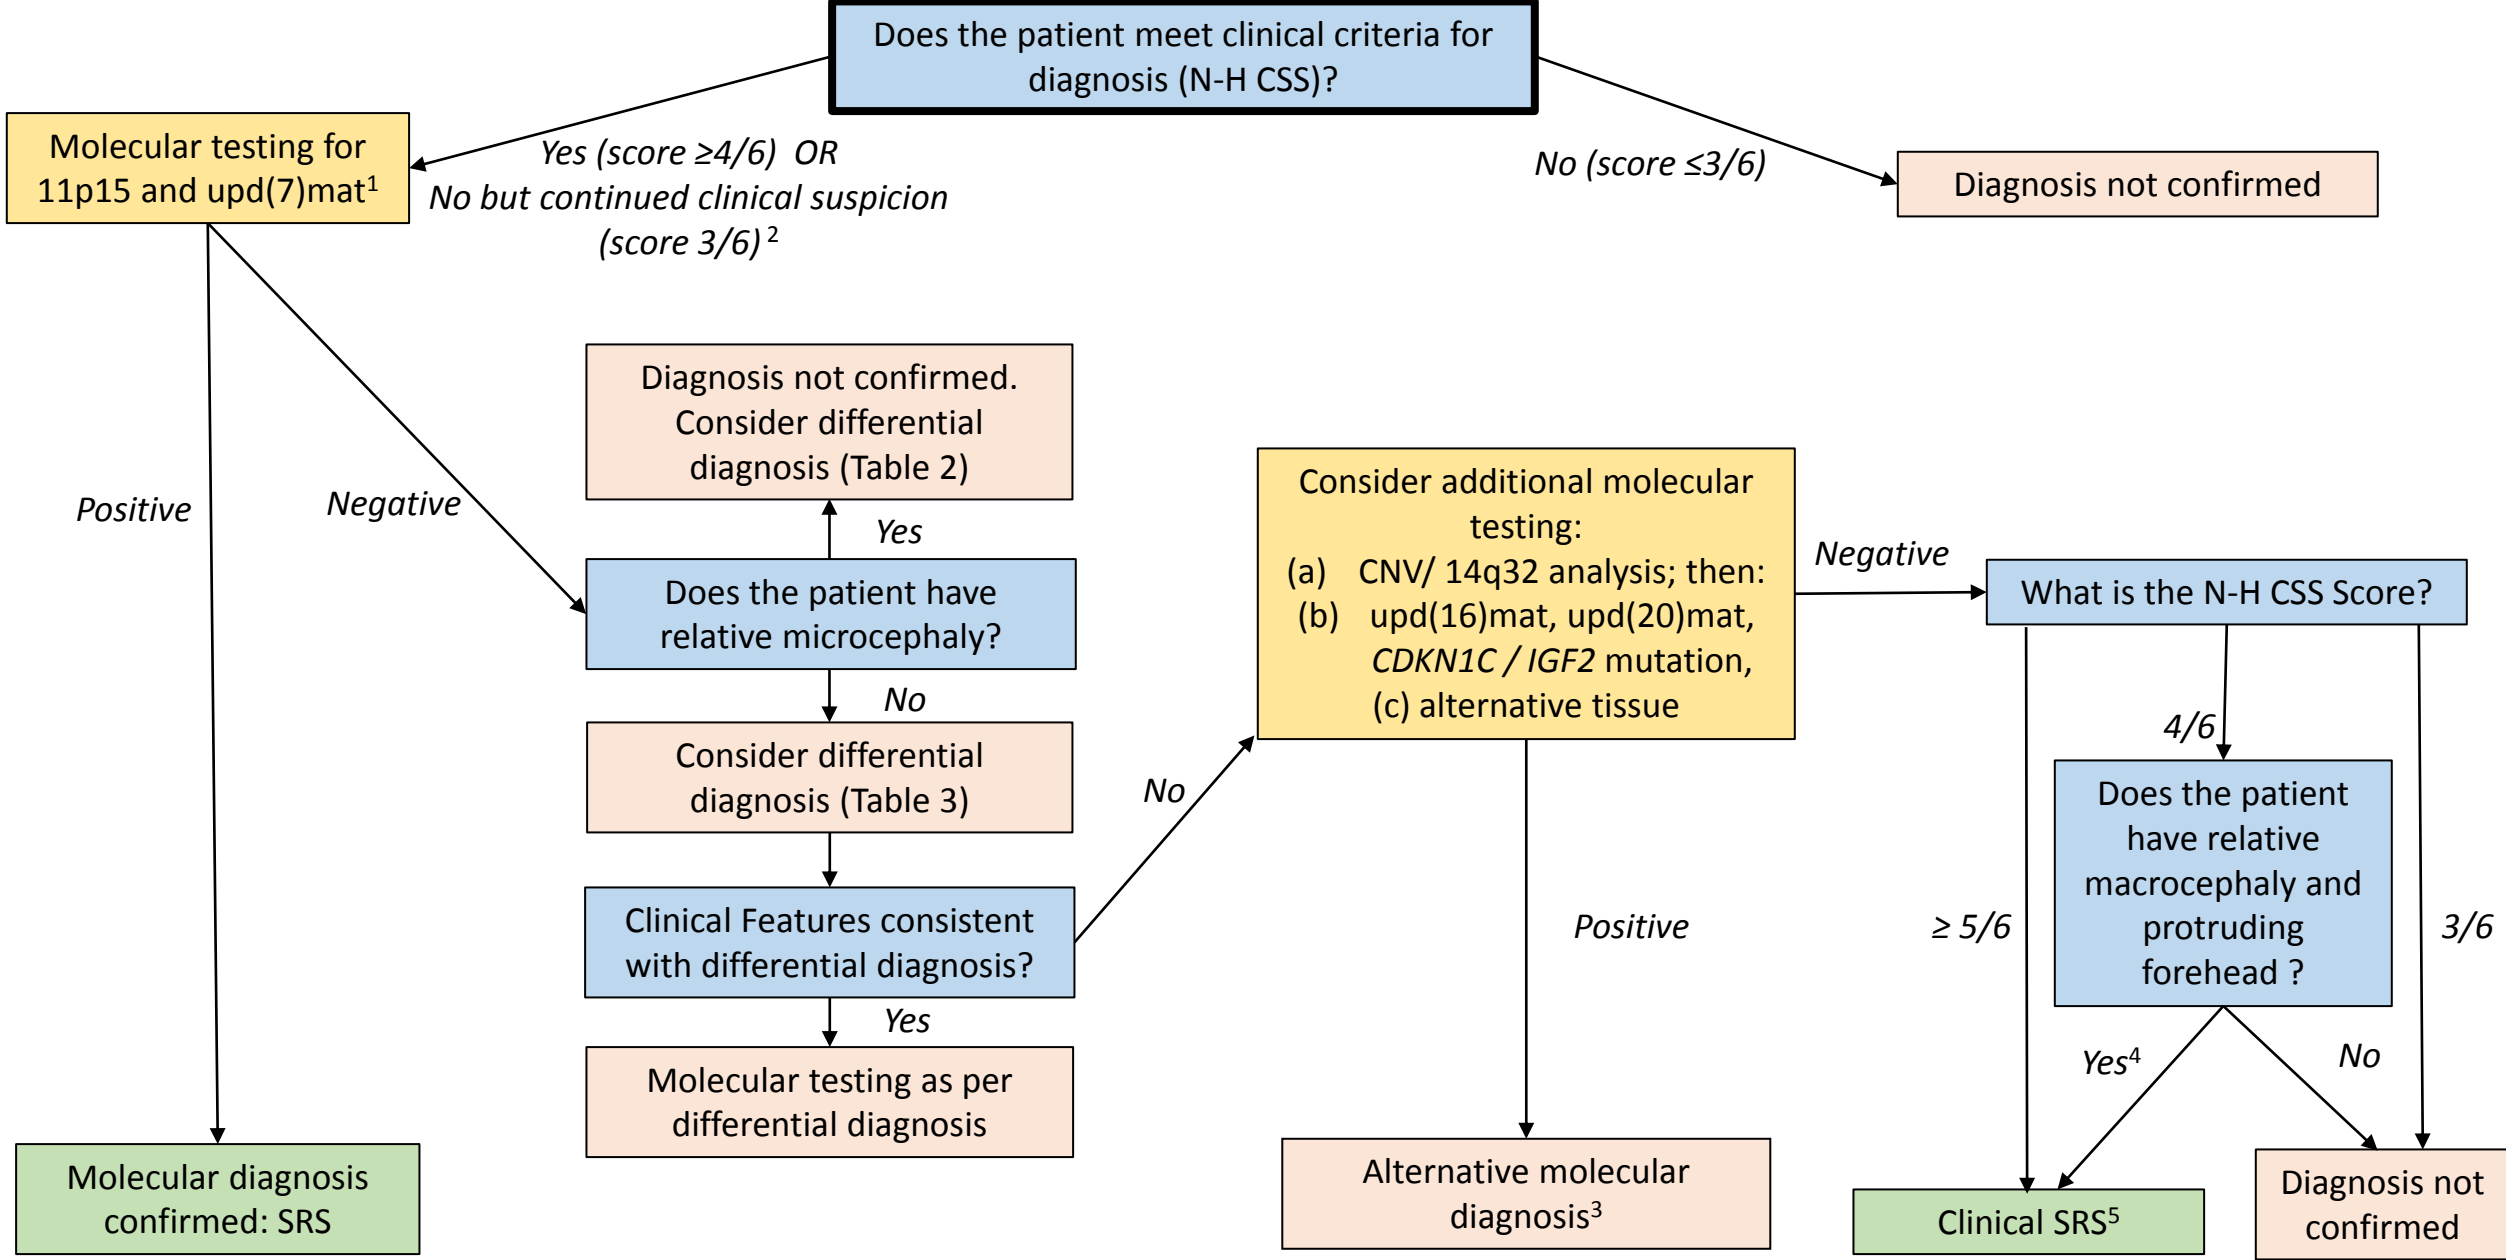 Does the patient meet clinical criteria for
diagnosis (N-H CSS)?
Molecular testing for
11p15 and upd(7)mat¹
Yes (score ≥4/6)  OR
No but continued clinical suspicion
(score 3/6) ²
No (score ≤3/6)
Diagnosis not confirmed
Positive
Negative
Diagnosis not confirmed.
Consider differential
diagnosis (Table 2)
Yes
Does the patient have
relative microcephaly?
No
Consider differential
diagnosis (Table 3)
Clinical Features consistent
with differential diagnosis?
Yes
Molecular testing as per
differential diagnosis
No
Consider additional molecular
testing:
(a) CNV/ 14q32 analysis; then:
(b) upd(16)mat, upd(20)mat,
CDKN1C / IGF2 mutation,
(c) alternative tissue
Negative
Positive
What is the N-H CSS Score?
4/6
Does the patient
have relative
macrocephaly and
protruding
forehead ?
≥ 5/6
3/6
Yes⁴
No
Molecular diagnosis
confirmed: SRS
Alternative molecular
diagnosis³
Clinical SRS⁵
Diagnosis not
confirmed